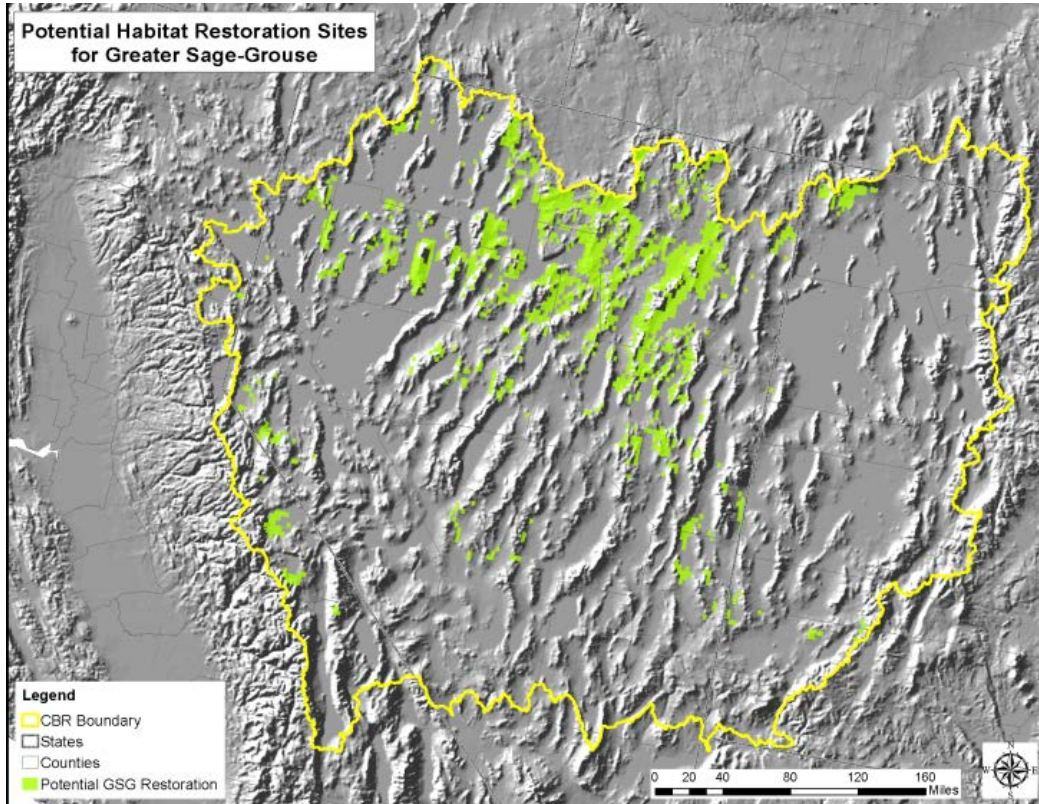 Potential Habitat Restoration Sites
for Greater Sage-Grouse
Legend
CBR Boundary
States
Counties
Potential GSG Restoration
N
W E
S
0 20 40 80 120 160
Miles